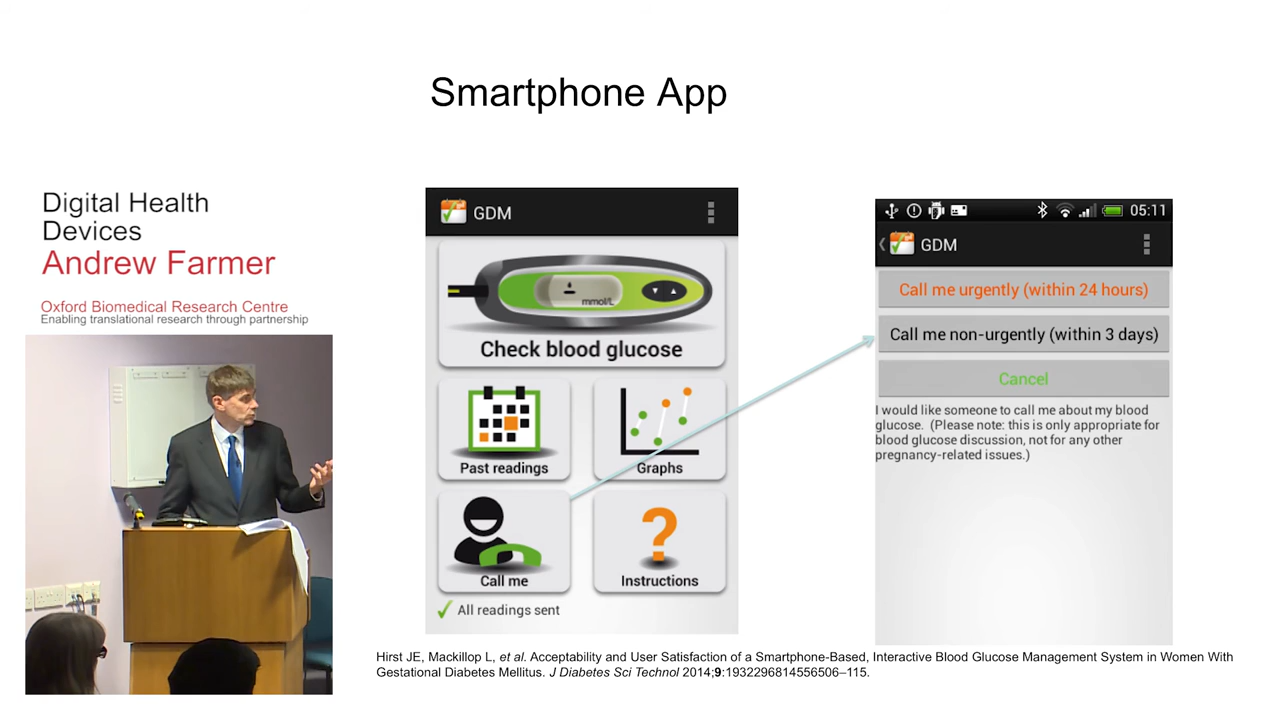 Smartphone App
Digital Health
Devices
Andrew Farmer
Oxford Biomedical Research Centre
Enabling translational research through partnership
GDM
mmol/L
Check blood glucose
Past readings
Graphs
Call me
Instructions
All readings sent
05:11
GDM
Call me urgently (within 24 hours)
Call me non-urgently (within 3 days)
Cancel
I would like someone to call me about my blood
glucose. (Please note: this is only appropriate for
blood glucose discussion, not for any other
pregnancy-related issues.)
Hirst JE, Mackillop L, et al. Acceptability and User Satisfaction of a Smartphone-Based, Interactive Blood Glucose Management System in Women With
Gestational Diabetes Mellitus. J Diabetes Sci Technol 2014;9:1932296814556506–115.